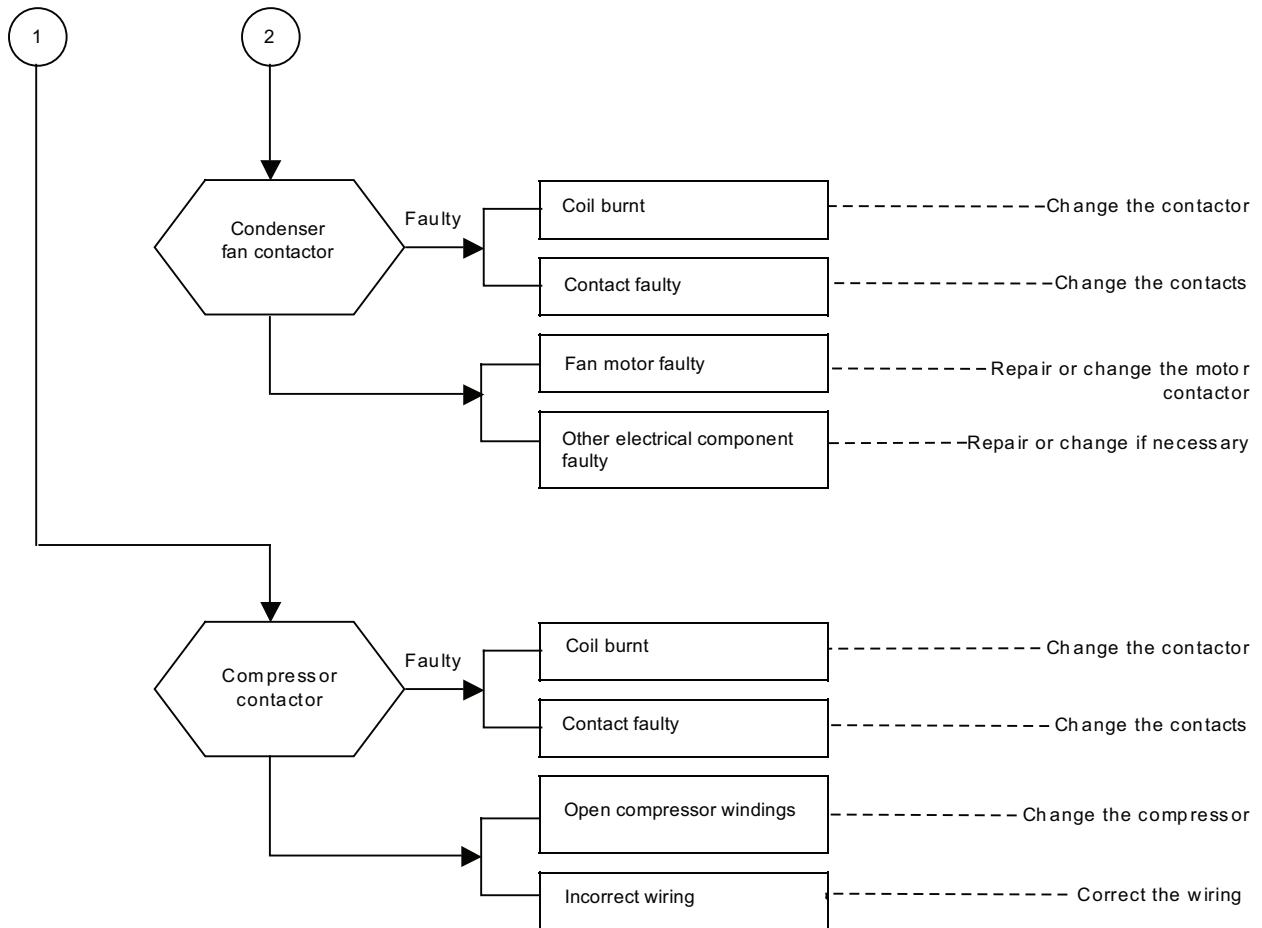 1
2
Condenser
fan contactor
Faulty
Coil burnt
Change the contactor
Contact faulty
Change the contacts
Fan motor faulty
Repair or change the motor
contactor
Other electrical component
faulty
Repair or change if necessary
Compressor
contactor
Faulty
Coil burnt
Change the contactor
Contact faulty
Change the contacts
Open compressor windings
Change the compressor
Incorrect wiring
Correct the wiring